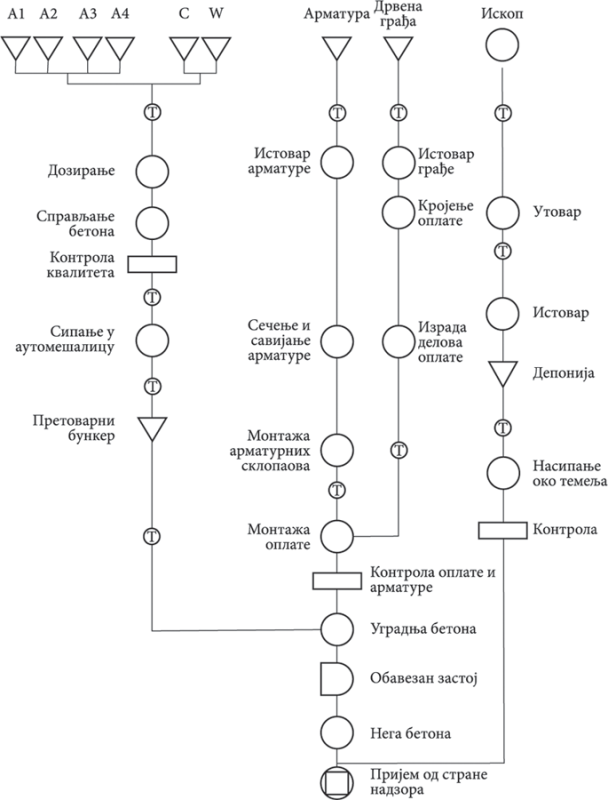 A1 A2 A3 A4 C W Арматура Дрвена грађа Ископ
T T T T
Дозирање
Истовар арматуре
Истовар грађе
Справљање бетона
Кројење оплате
Утовар
Контрола квалитета
T
T
Сипање у аутомешалицу
Сечење и савијање арматуре
Израда делова оплате
Истовар
T
Депонија
Претоварни бункер
T
Монтажа арматурних склопаова
T
Насипање око темеља
T
T
Монтажа оплате
Контрола
Контрола оплате и арматуре
Уградња бетона
Обавезан застој
Нега бетона
Пријем од стране надзора